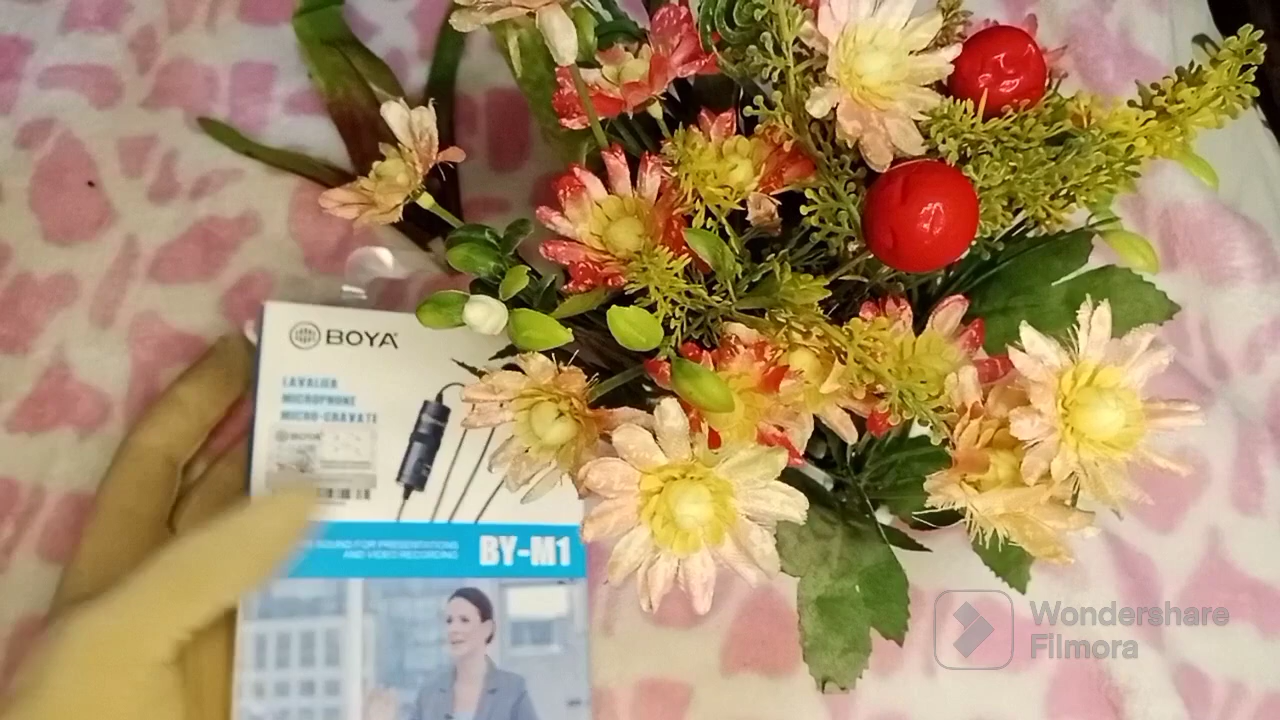 BOYA
LAVALIER
MICROPHONE
MICRO-CRAVATE
BOYA
SOUND FOR PRESENTATIONS
AND VIDEO RECORDING
BY-M1
Wondershare
Filmora